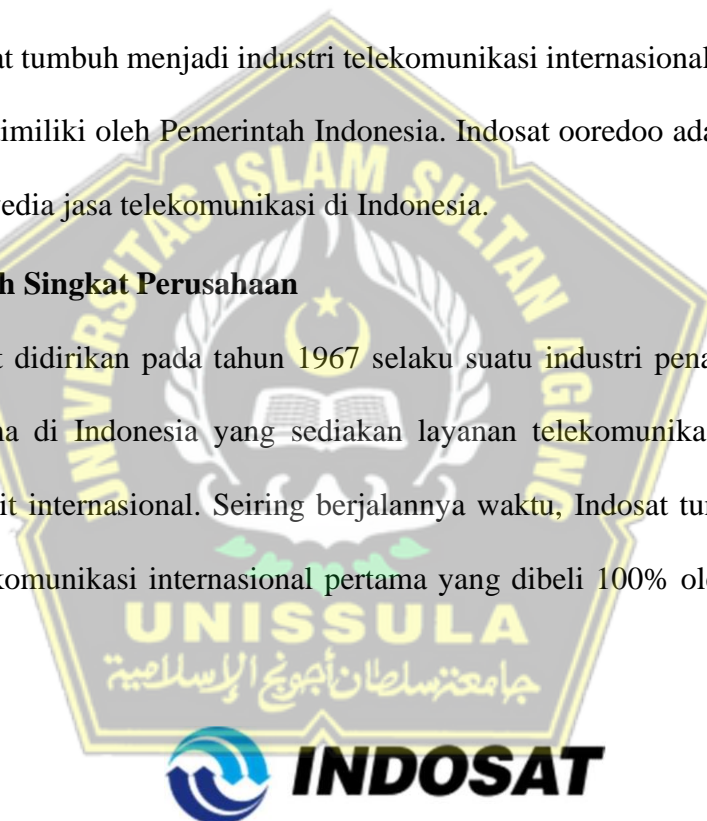 at tumbuh menjadi industri telekomunikasi internasional
imiliki oleh Pemerintah Indonesia. Indosat ooredoo ada
edia jasa telekomunikasi di Indonesia.
h Singkat Perusahaan
t didirikan pada tahun 1967 selaku suatu industri pena
na di Indonesia yang sediakan layanan telekomunika
it internasional. Seiring berjalannya waktu, Indosat tu
komunikasi internasional pertama yang dibeli 100% ol
UNIVERSITAS ISLAM SULTAN AGUNG
UNISSULA
جامعة سلطان أجونج الإسلامية
INDOSAT